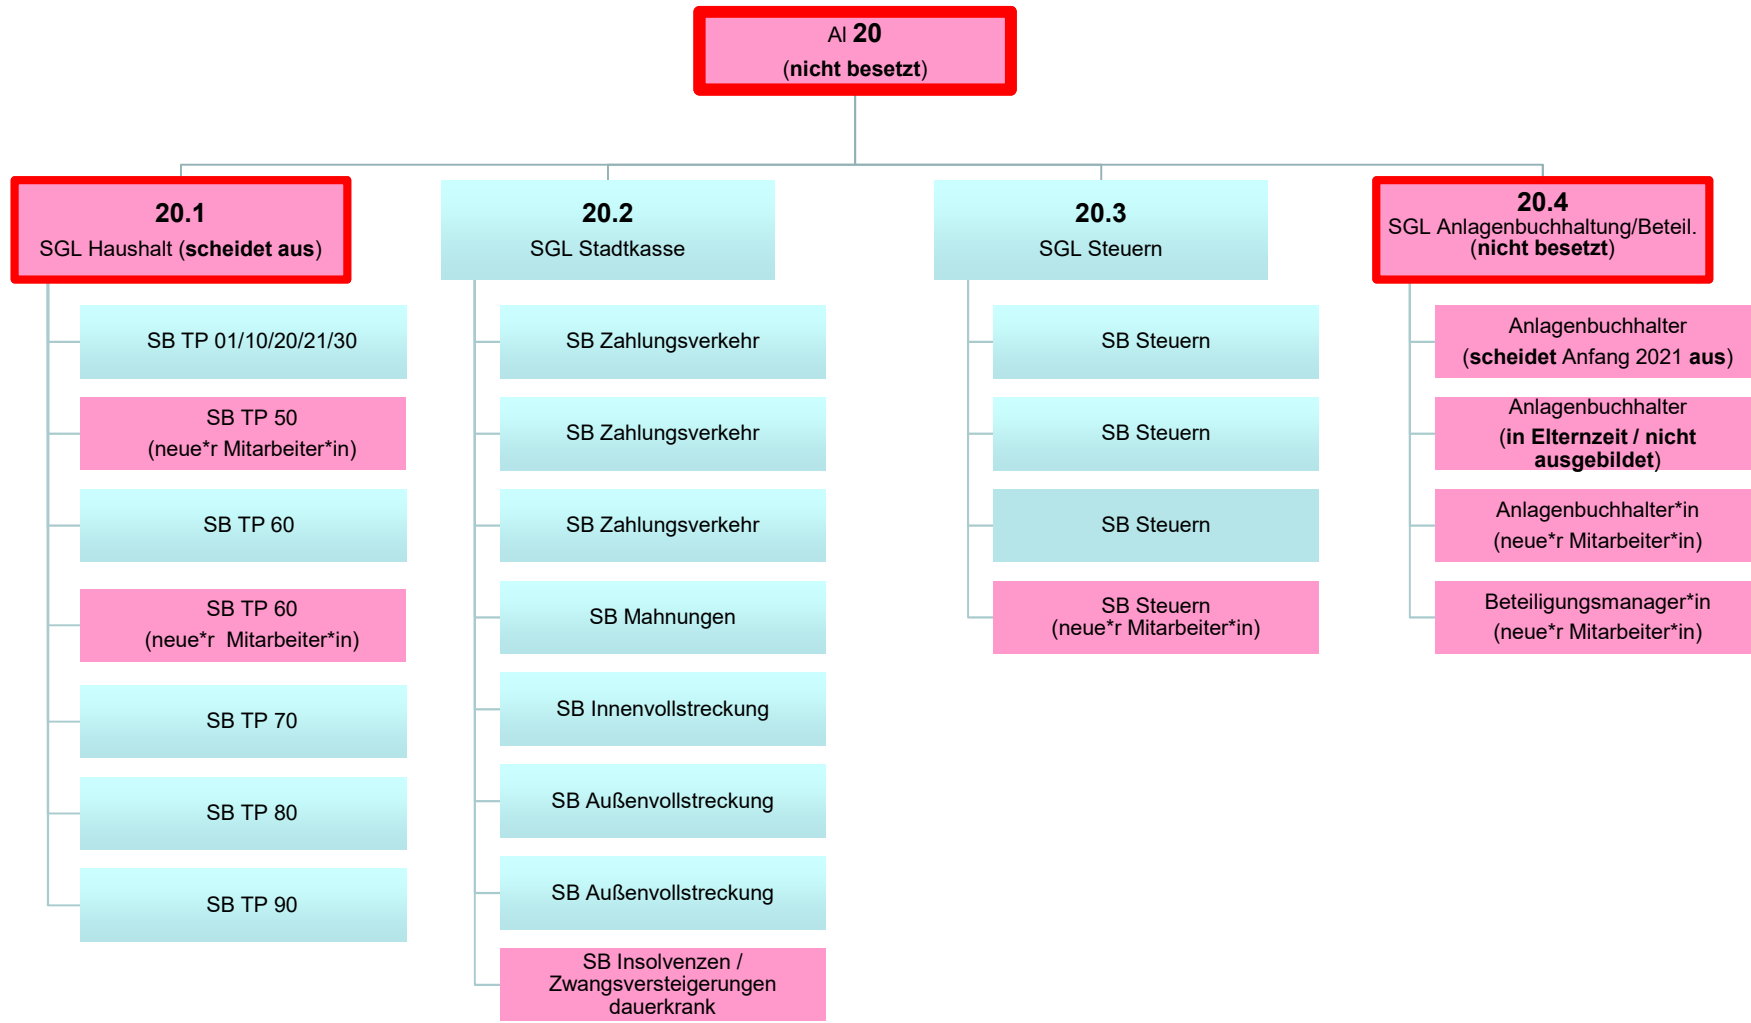 Al 20
(nicht besetzt)
20.1
SGL Haushalt (scheidet aus)
SB TP 01/10/20/21/30
SB TP 50
(neue*r Mitarbeiter*in)
SB TP 60
SB TP 60
(neue*r  Mitarbeiter*in)
SB TP 70
SB TP 80
SB TP 90
20.2
SGL Stadtkasse
SB Zahlungsverkehr
SB Zahlungsverkehr
SB Zahlungsverkehr
SB Mahnungen
SB Innenvollstreckung
SB Außenvollstreckung
SB Außenvollstreckung
SB Insolvenzen /
Zwangsversteigerungen
dauerkrank
20.3
SGL Steuern
SB Steuern
SB Steuern
SB Steuern
SB Steuern
(neue*r Mitarbeiter*in)
20.4
SGL Anlagenbuchhaltung/Beteil.
(nicht besetzt)
Anlagenbuchhalter
(scheidet Anfang 2021 aus)
Anlagenbuchhalter
(in Elternzeit / nicht
ausgebildet)
Anlagenbuchhalter*in
(neue*r Mitarbeiter*in)
Beteiligungsmanager*in
(neue*r Mitarbeiter*in)